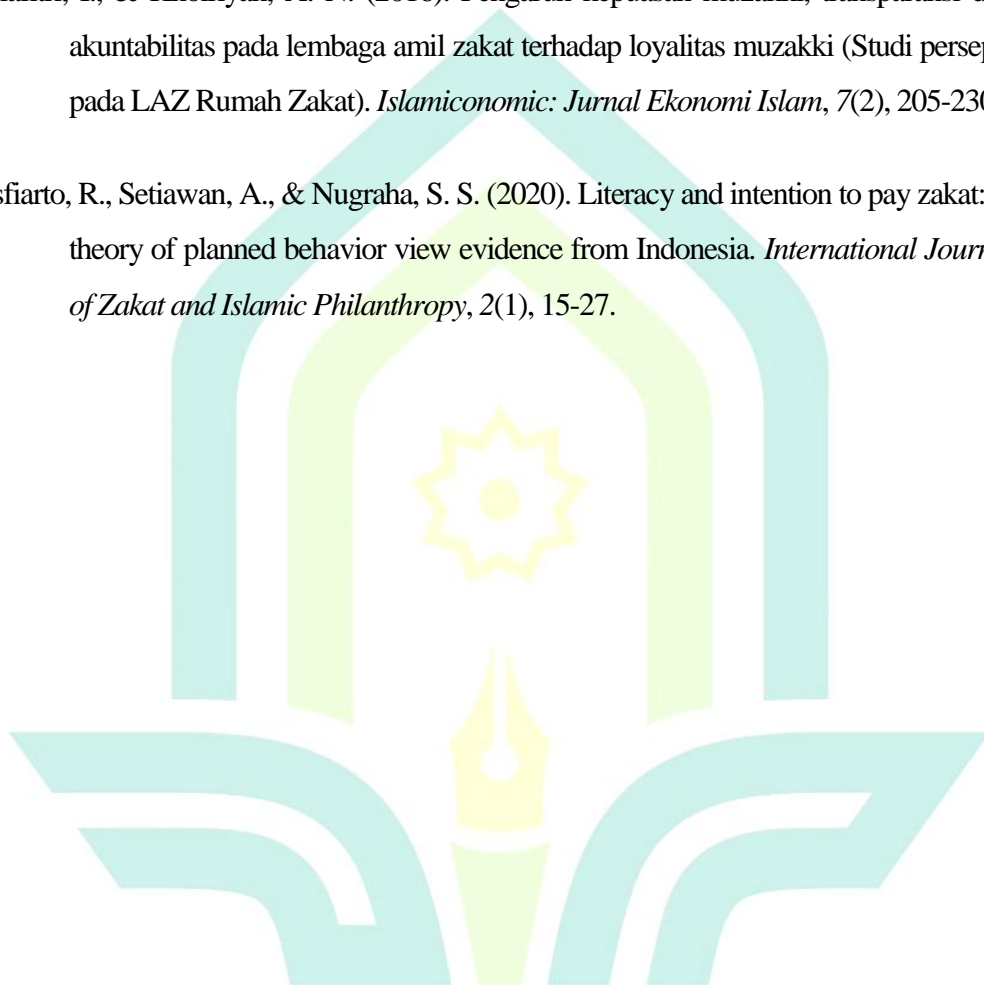 akuntabilitas pada lembaga amil zakat terhadap loyalitas muzakki (Studi persep
pada LAZ Rumah Zakat). Islamiconomic: Jurnal Ekonomi Islam, 7(2), 205-230
sfiarto, R., Setiawan, A., & Nugraha, S. S. (2020). Literacy and intention to pay zakat:
theory of planned behavior view evidence from Indonesia. International Journ
of Zakat and Islamic Philanthropy, 2(1), 15-27.